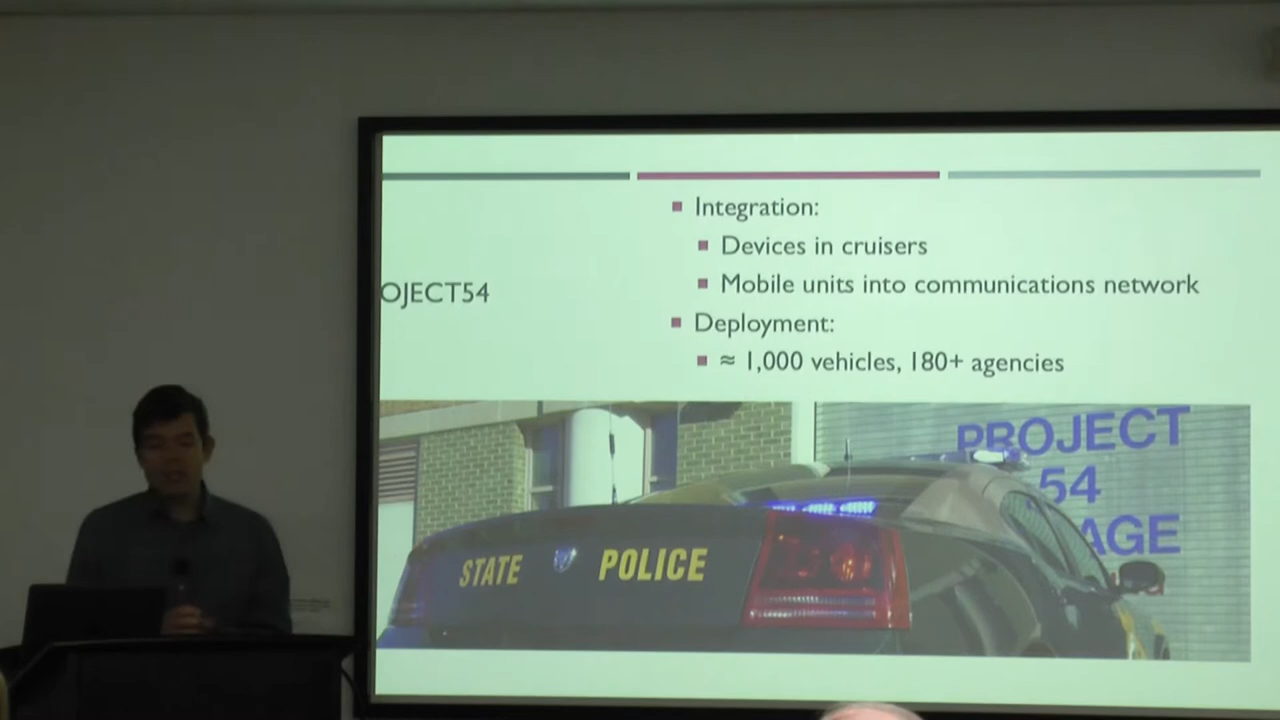 Integration:
Devices in cruisers
OJECT54
Mobile units into communications network
Deployment:
≈ 1,000 vehicles, 180+ agencies
PROJECT
54
AGE
STATE POLICE